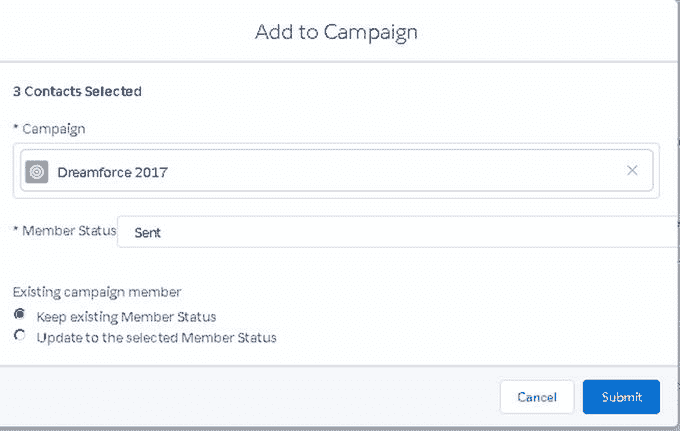 Add to Campaign
3 Contacts Selected
* Campaign
Dreamforce 2017
* Member Status Sent
Existing campaign member
Keep existing Member Status
Update to the selected Member Status
Cancel Submit